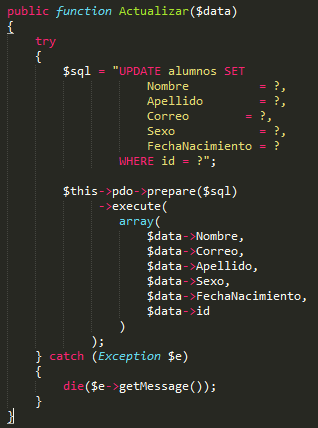 public function Actualizar($data)
{
try
{
$sql = "UPDATE alumnos SET
Nombre = ?,
Apellido = ?,
Correo = ?,
Sexo = ?,
FechaNacimiento = ?
WHERE id = ?";
$this->pdo->prepare($sql)
->execute(
array(
$data->Nombre,
$data->Correo,
$data->Apellido,
$data->Sexo,
$data->FechaNacimiento,
$data->id
)
);
} catch (Exception $e)
{
die($e->getMessage());
}
}